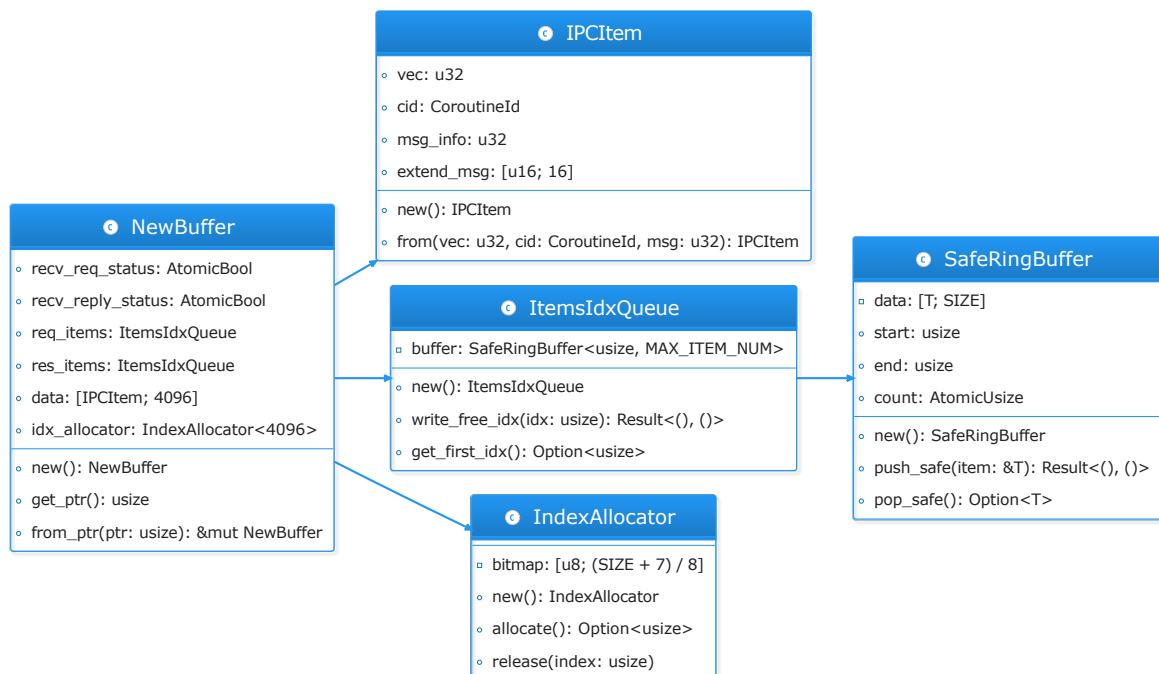 C IPCItem
vec: u32
cid: CoroutineId
msg_info: u32
extend_msg: [u16; 16]
new(): IPCItem
from(vec: u32, cid: CoroutineId, msg: u32): IPCItem
C NewBuffer
recv_req_status: AtomicBool
recv_reply_status: AtomicBool
req_items: ItemsIdxQueue
res_items: ItemsIdxQueue
data: [IPCItem; 4096]
idx_allocator: IndexAllocator<4096>
new(): NewBuffer
get_ptr(): usize
from_ptr(ptr: usize): &mut NewBuffer
C ItemsIdxQueue
buffer: SafeRingBuffer<usize, MAX_ITEM_NUM>
new(): ItemsIdxQueue
write_free_idx(idx: usize): Result<(), ()>
get_first_idx(): Option<usize>
C SafeRingBuffer
data: [T; SIZE]
start: usize
end: usize
count: AtomicUsize
new(): SafeRingBuffer
push_safe(item: &T): Result<(), ()>
pop_safe(): Option<T>
C IndexAllocator
bitmap: [u8; (SIZE + 7) / 8]
new(): IndexAllocator
allocate(): Option<usize>
release(index: usize)